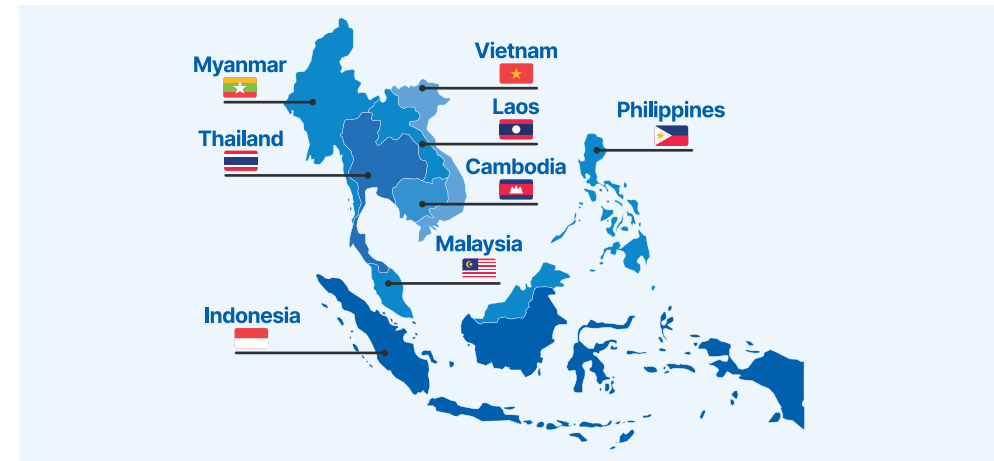 Vietnam
Myanmar
Laos
Philippines
Thailand
Cambodia
Malaysia
Indonesia